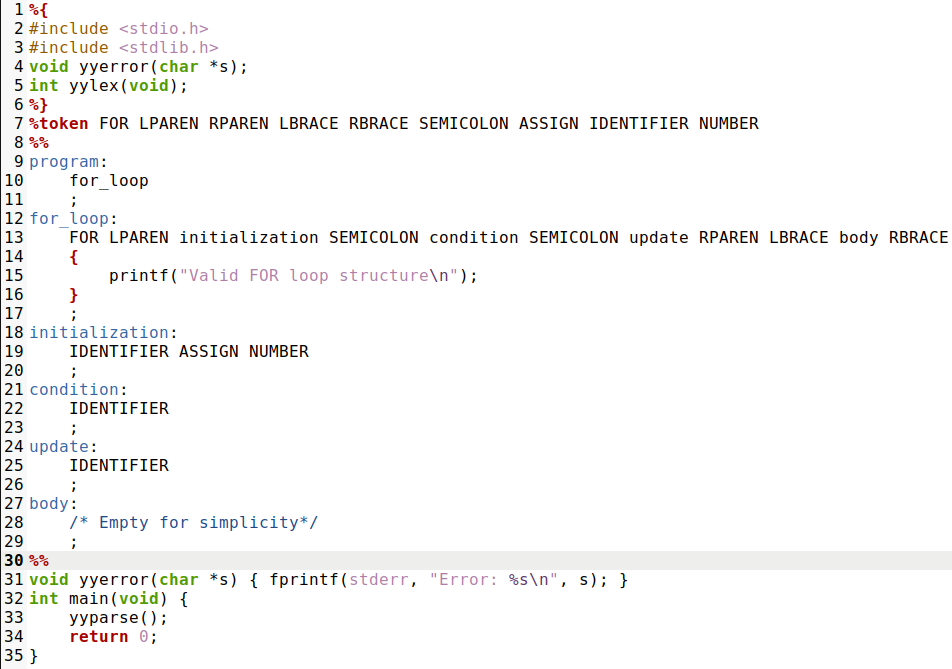 1 %{
2 #include <stdio.h>
3 #include <stdlib.h>
4 void yyerror(char *s);
5 int yylex(void);
6 %}
7 %token FOR LPAREN RPAREN LBRACE RBRACE SEMICOLON ASSIGN IDENTIFIER NUMBER
8 %%
9 program:
10     for_loop
11     ;
12 for_loop:
13     FOR LPAREN initialization SEMICOLON condition SEMICOLON update RPAREN LBRACE body RBRACE
14     {
15         printf("Valid FOR loop structure\n");
16     }
17     ;
18 initialization:
19     IDENTIFIER ASSIGN NUMBER
20     ;
21 condition:
22     IDENTIFIER
23     ;
24 update:
25     IDENTIFIER
26     ;
27 body:
28     /* Empty for simplicity*/
29     ;
30 %%
31 void yyerror(char *s) { fprintf(stderr, "Error: %s\n", s); }
32 int main(void) {
33     yyparse();
34     return 0;
35 }